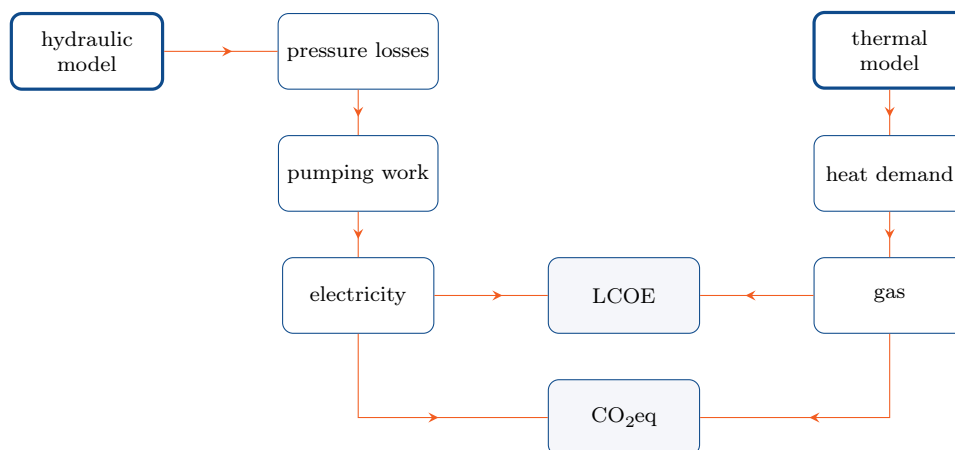 hydraulic
model
pressure losses
thermal
model
pumping work
heat demand
electricity
LCOE
gas
CO₂eq